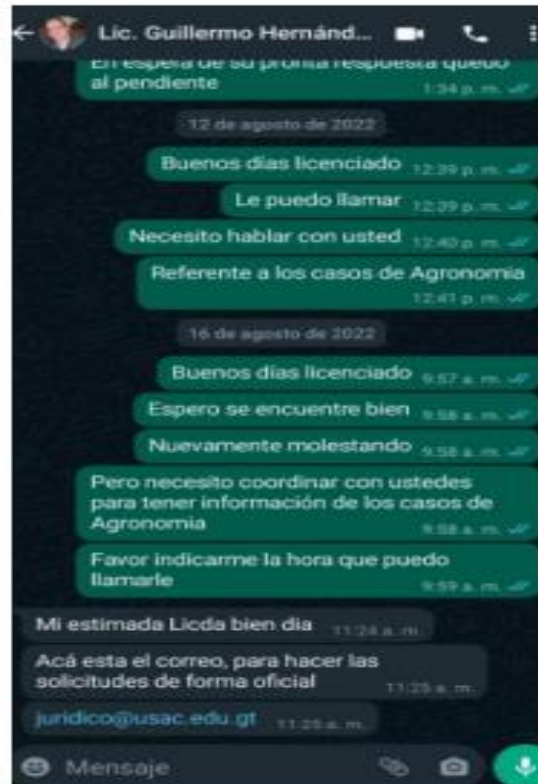 Lic. Guillermo Hernánd...
En espera de su pronta respuesta quedo
al pendiente
1:34 p. m.
12 de agosto de 2022
Buenos días licenciado 12:39 p. m.
Le puedo llamar 12:39 p. m.
Necesito hablar con usted 12:40 p. m.
Referente a los casos de Agronomia
12:41 p. m.
16 de agosto de 2022
Buenos días licenciado 9:57 a. m.
Espero se encuentre bien 9:58 a. m.
Nuevamente molestando 9:58 a. m.
Pero necesito coordinar con ustedes
para tener información de los casos de
Agronomia 9:58 a. m.
Favor indicarme la hora que puedo
llamarle 9:59 a. m.
Mi estimada Licda bien dia 11:24 a. m.
Acá esta el correo, para hacer las
solicitudes de forma oficial 11:25 a. m.
juridico@usac.edu.gt 11:25 a. m.
Mensaje